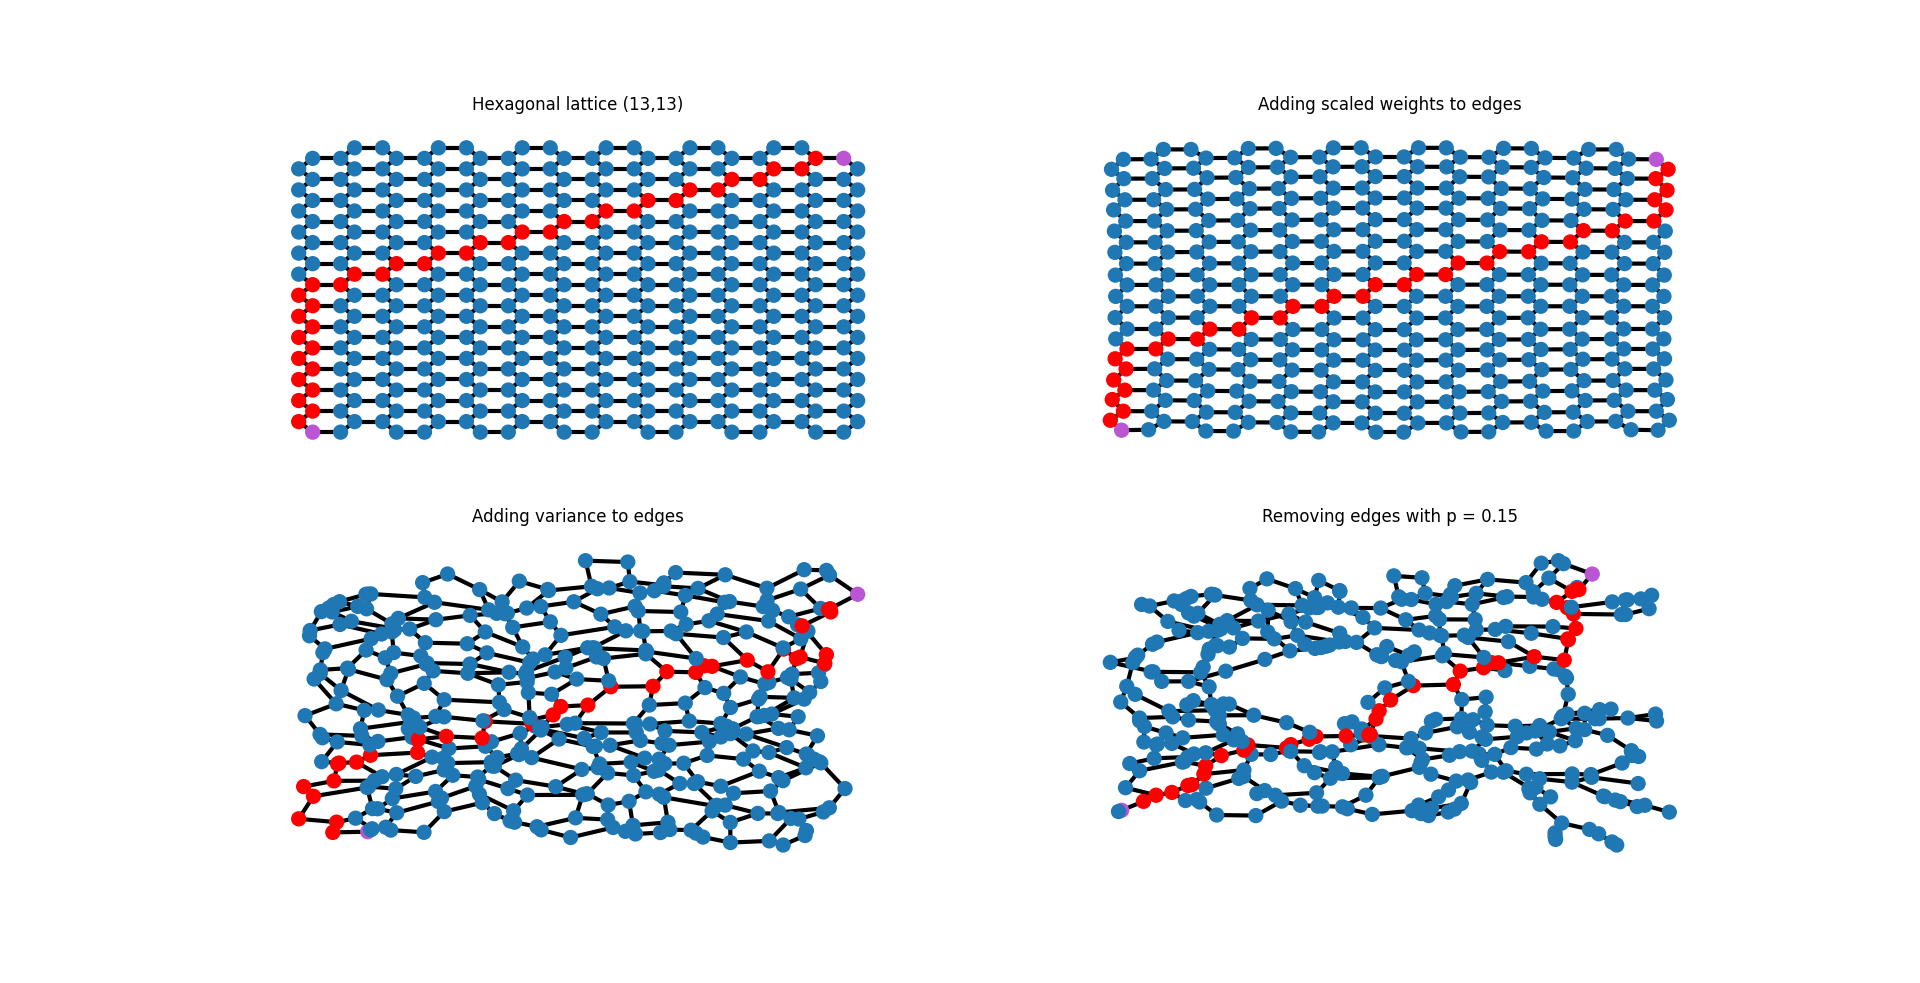 Hexagonal lattice (13,13)
Adding scaled weights to edges
Adding variance to edges
Removing edges with p = 0.15